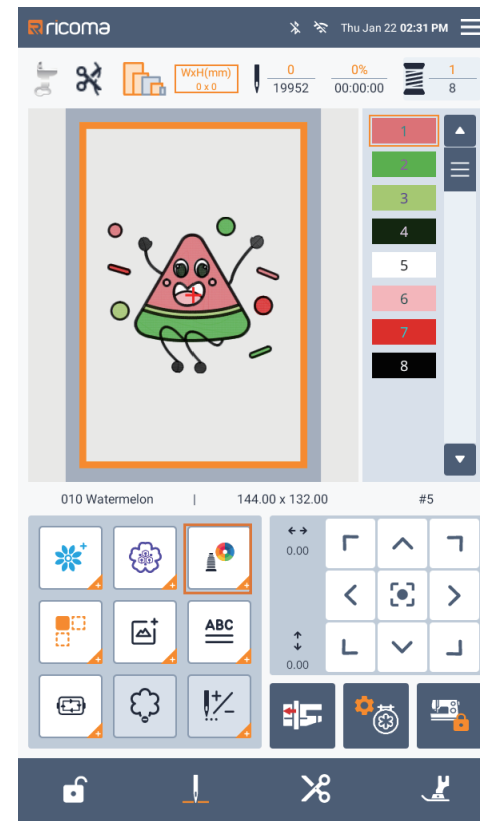 ricoma
Thu Jan 22 02:31 PM
WxH(mm)
0 x 0
0
19952
0%
00:00:00
1
8
1
2
3
4
5
6
7
8
010 Watermelon | 144.00 x 132.00 #5
0.00
ABC
0.00